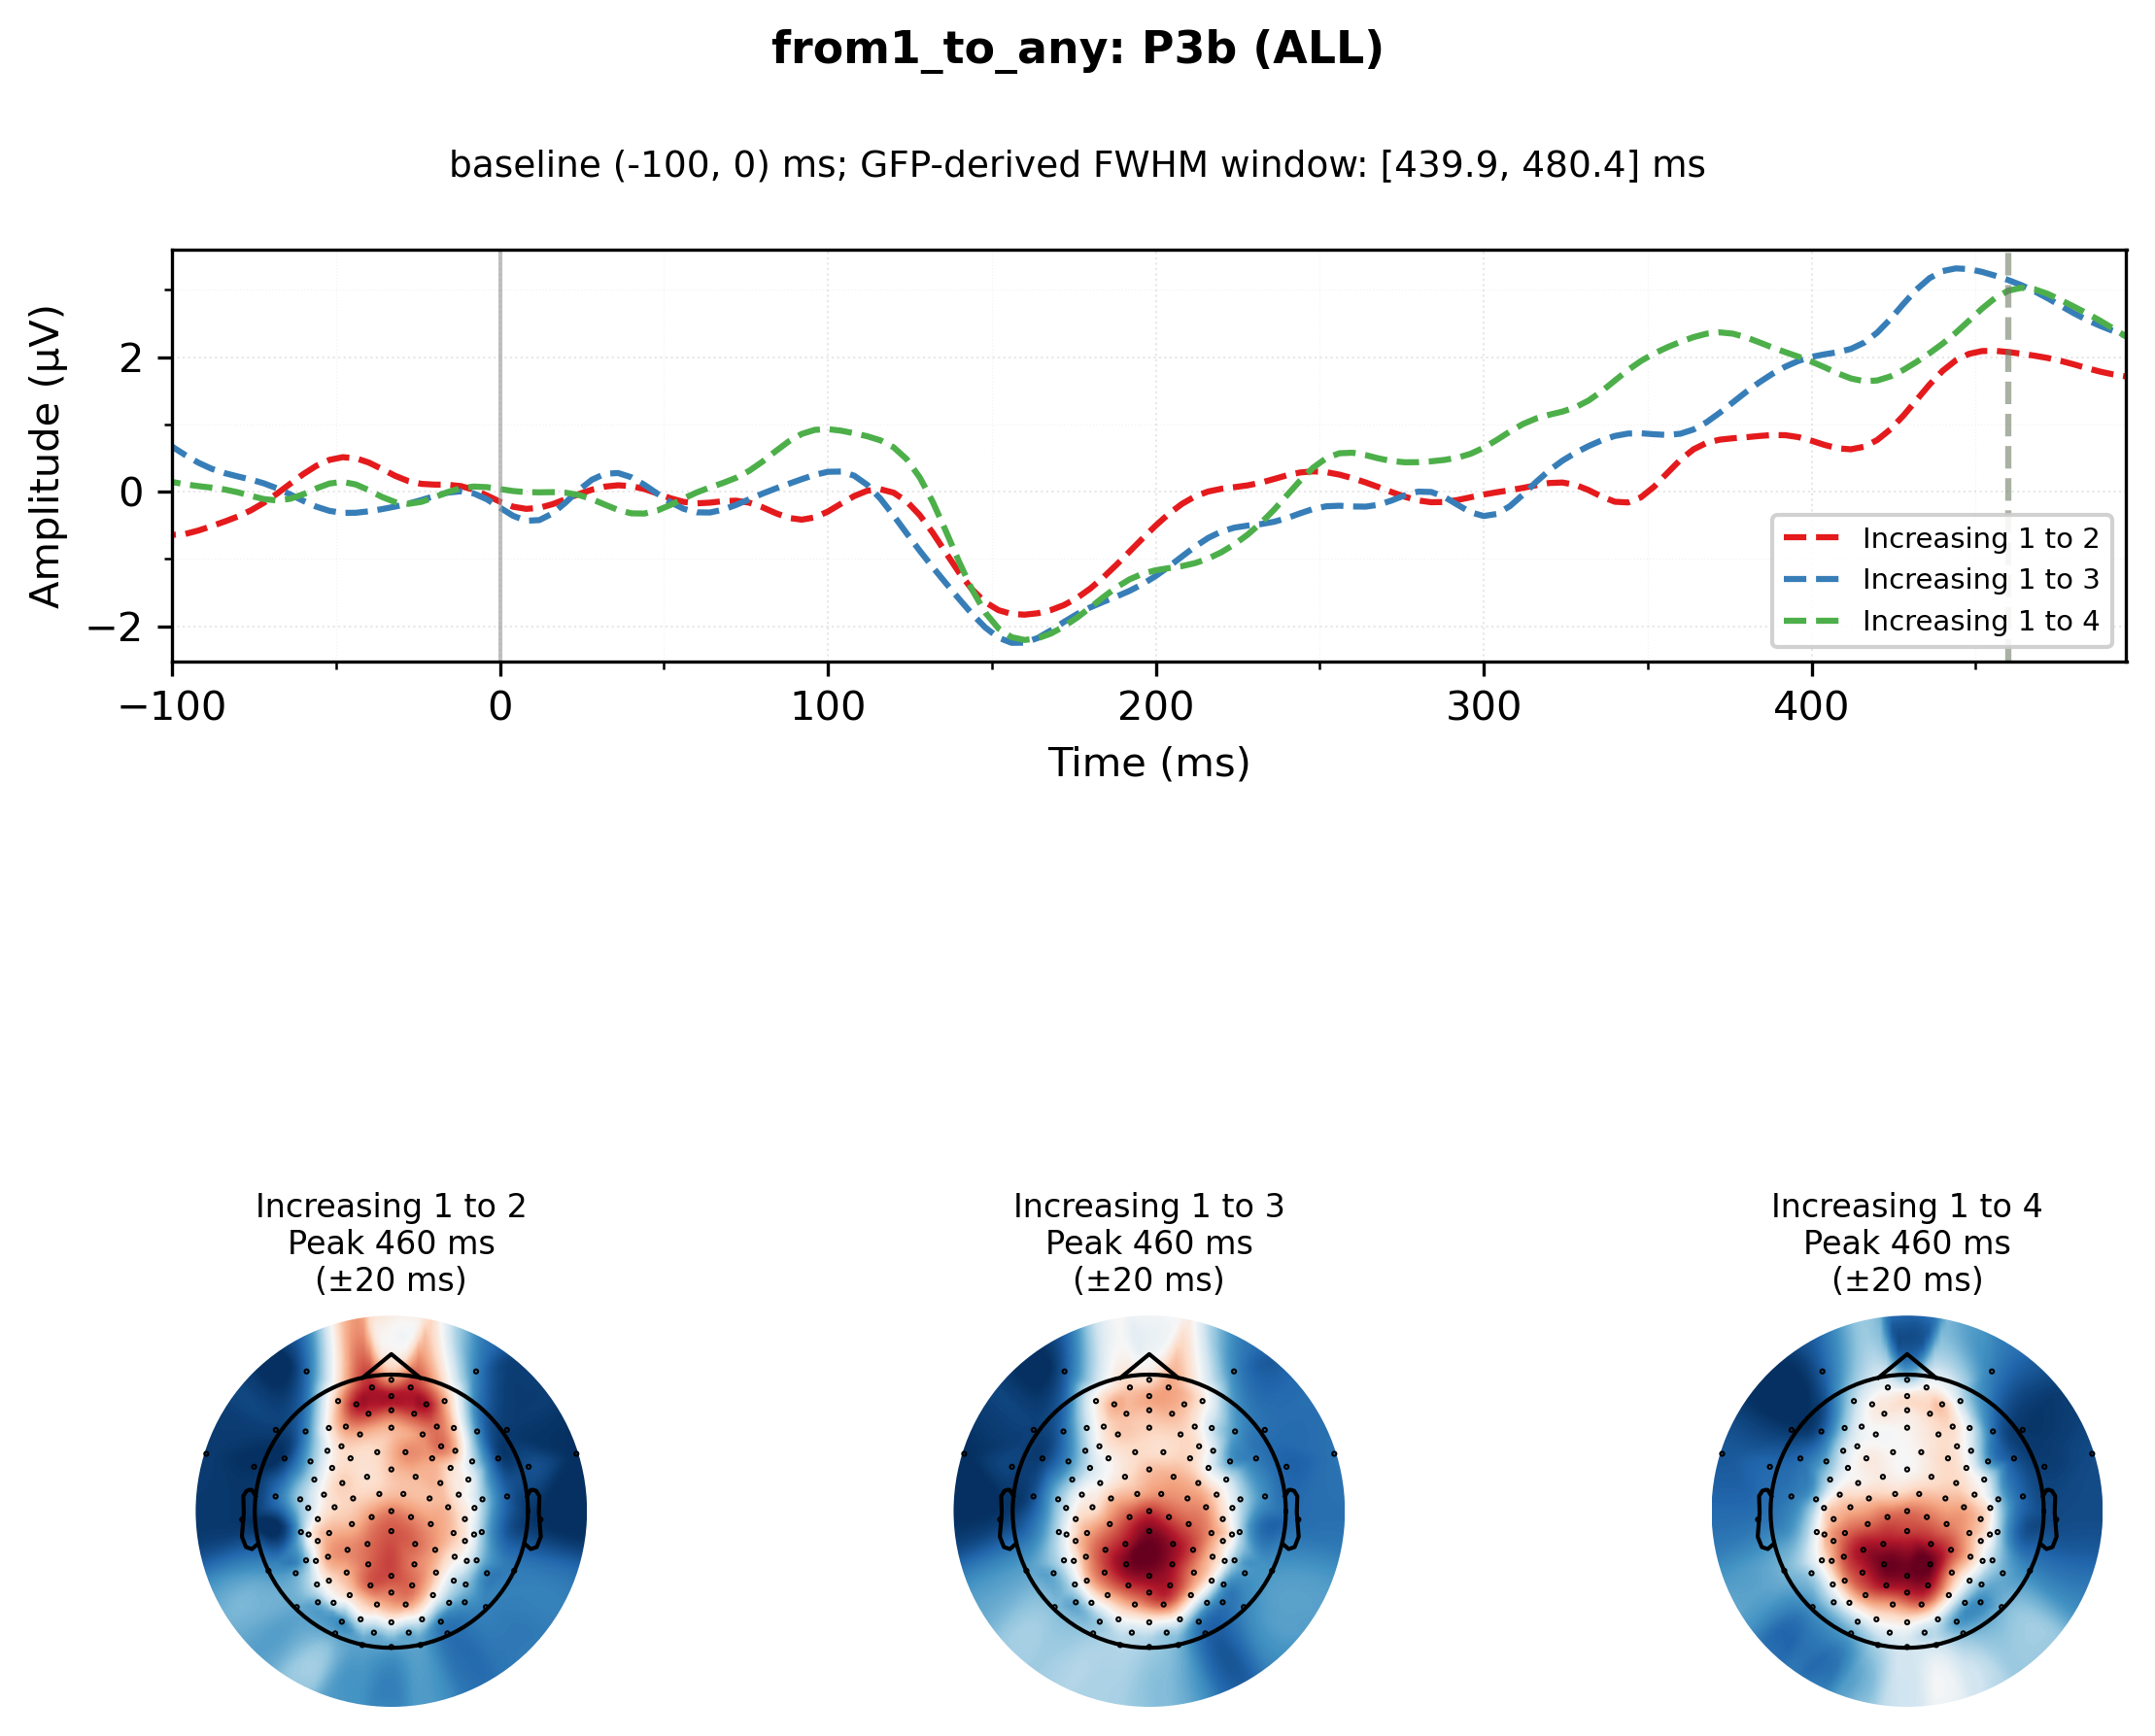 from1_to_any: P3b (ALL)
baseline (-100, 0) ms; GFP-derived FWHM window: [439.9, 480.4] ms
Amplitude (µV)
2
0
−2
Increasing 1 to 2
Increasing 1 to 3
Increasing 1 to 4
−100 0 100 200 300 400
Time (ms)
Increasing 1 to 2
Peak 460 ms
(±20 ms)
Increasing 1 to 3
Peak 460 ms
(±20 ms)
Increasing 1 to 4
Peak 460 ms
(±20 ms)